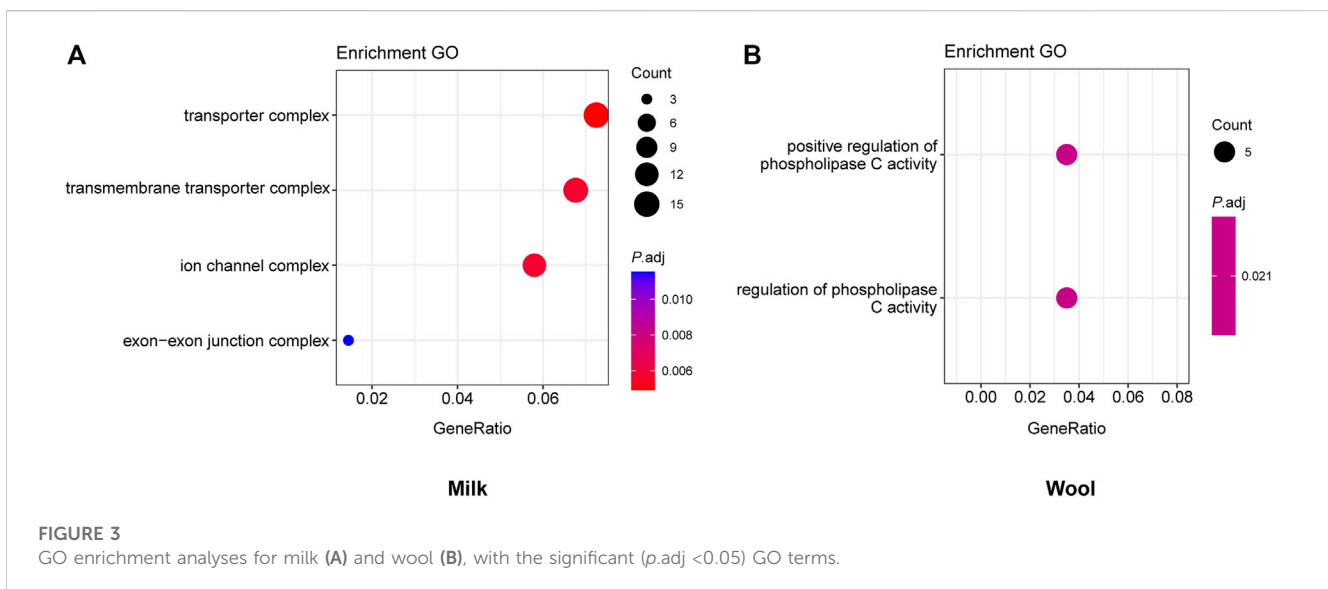 A
Enrichment GO
transporter complex
transmembrane transporter complex
ion channel complex
exon−exon junction complex
0.02
0.04
0.06
GeneRatio
Count
3
6
9
12
15
P.adj
0.010
0.008
0.006
Milk
B
Enrichment GO
positive regulation of
phospholipase C activity
regulation of phospholipase
C activity
0.00
0.02
0.04
0.06
0.08
GeneRatio
Count
5
P.adj
0.021
Wool
FIGURE 3
GO enrichment analyses for milk (A) and wool (B), with the significant (p.adj <0.05) GO terms.